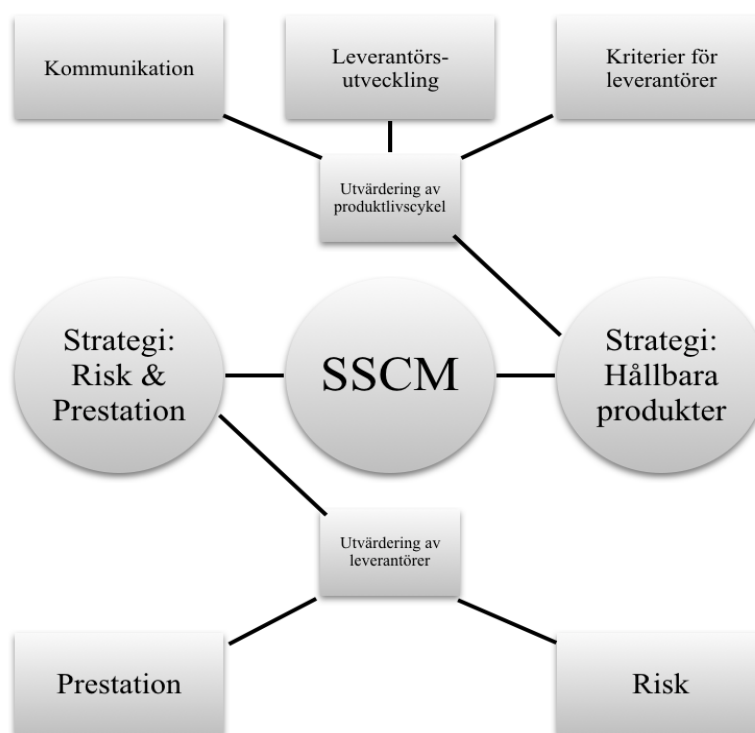 Kommunikation
Leverantörs-
utveckling
Kriterier för
leverantörer
Utvärdering av
produktlivscykel
Strategi:
Risk &
Prestation
SSCM
Strategi:
Hållbara
produkter
Utvärdering av
leverantörer
Prestation
Risk